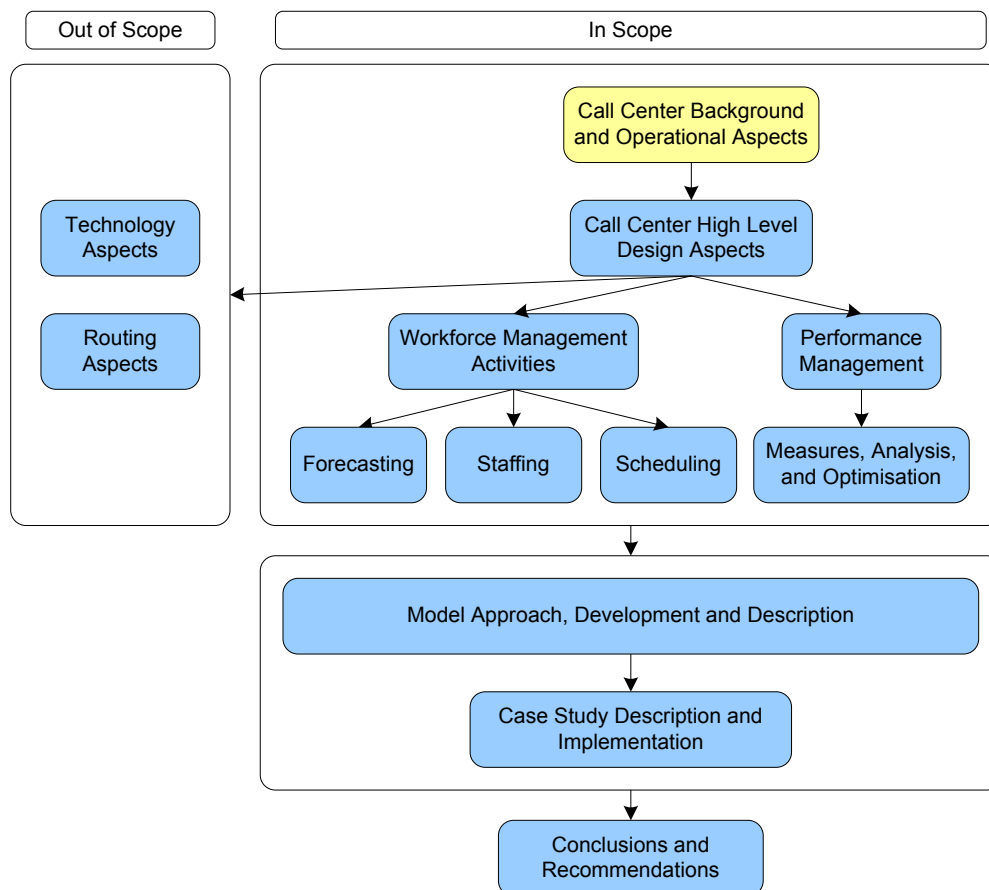 Out of Scope
In Scope
Call Center Background
and Operational Aspects
Technology
Aspects
Call Center High Level
Design Aspects
Routing
Aspects
Workforce Management
Activities
Performance
Management
Forecasting
Staffing
Scheduling
Measures, Analysis,
and Optimisation
Model Approach, Development and Description
Case Study Description and
Implementation
Conclusions and
Recommendations